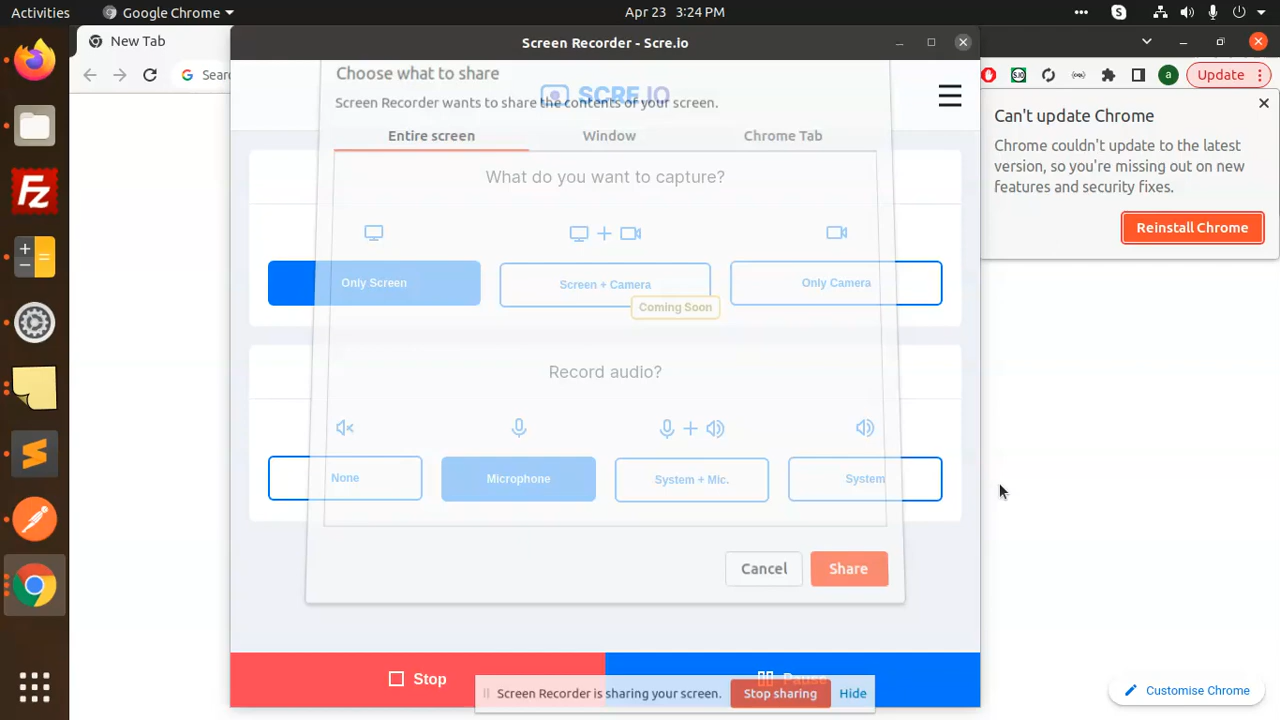 Activities
Google Chrome
Apr 23 3:24 PM
New Tab
Screen Recorder - Scre.io
Sear
a
Update
Choose what to share
SCRE.IO
Screen Recorder wants to share the contents of your screen.
Entire screen
Window
Chrome Tab
Can't update Chrome
Chrome couldn't update to the latest
version, so you're missing out on new
features and security fixes.
Reinstall Chrome
What do you want to capture?
Only Screen
Screen + Camera
Only Camera
Coming Soon
Record audio?
None
Microphone
System + Mic.
System
Cancel
Share
Stop
Pause
Screen Recorder is sharing your screen.
Stop sharing
Hide
Customise Chrome